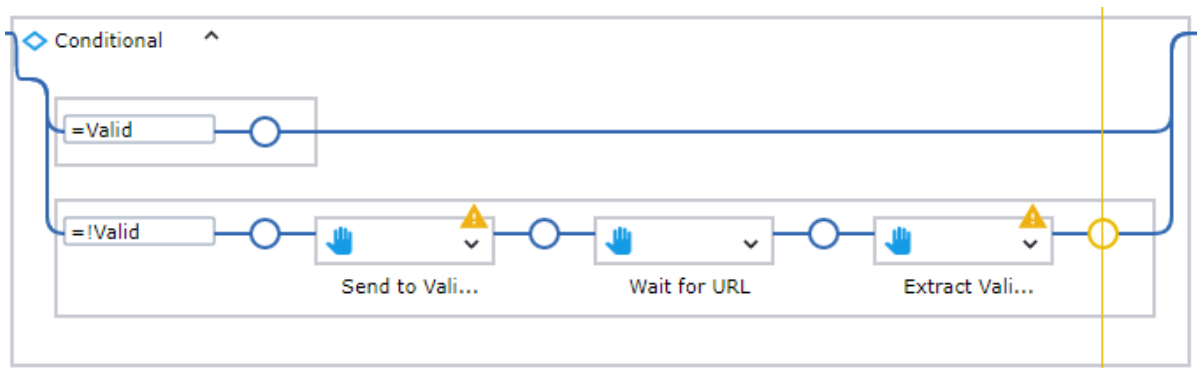 Conditional
=Valid
=!Valid
Send to Vali...
Wait for URL
Extract Vali...